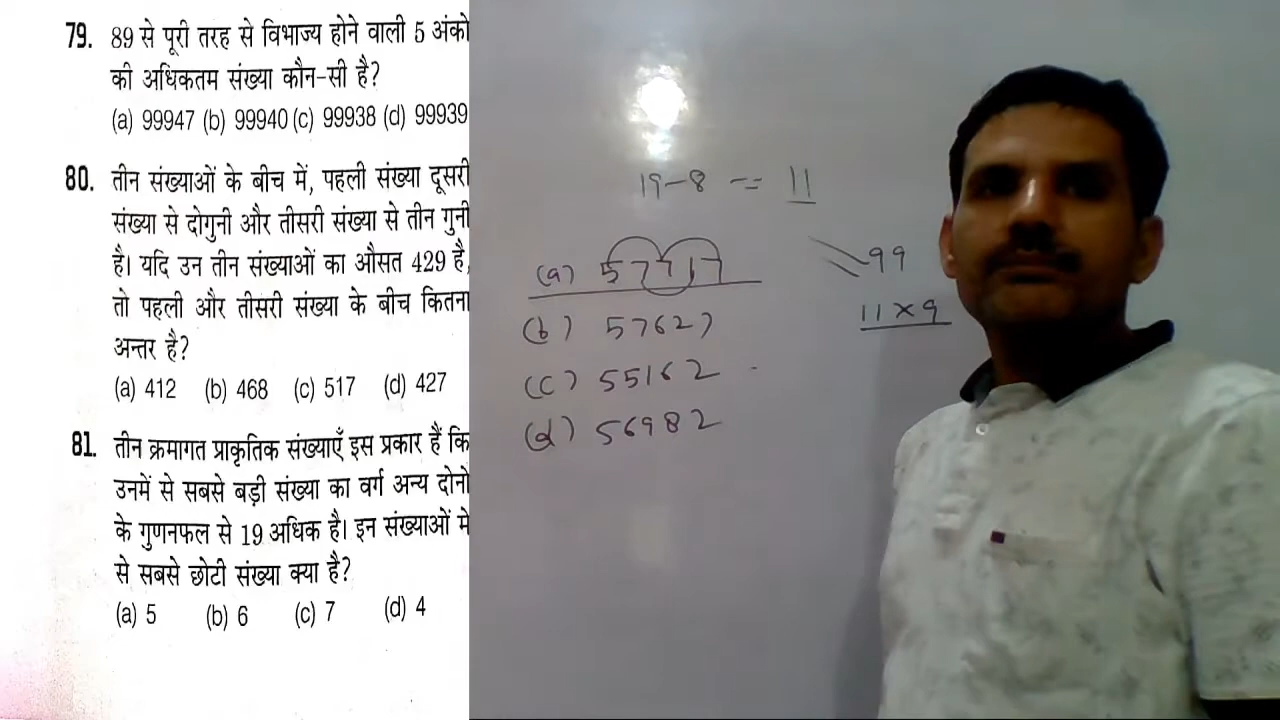 79. 89 से पूरी तरह से विभाज्य होने वाली 5 अंको
की अधिकतम संख्या कौन-सी है?
(a) 99947 (b) 99940 (c) 99938 (d) 99939
80. तीन संख्याओं के बीच में, पहली संख्या दूसरी
संख्या से दोगुनी और तीसरी संख्या से तीन गुनी
है। यदि उन तीन संख्याओं का औसत 429 है,
तो पहली और तीसरी संख्या के बीच कितना
अन्तर है?
(a) 412 (b) 468 (c) 517 (d) 427
81. तीन क्रमागत प्राकृतिक संख्याएँ इस प्रकार हैं कि
उनमें से सबसे बड़ी संख्या का वर्ग अन्य दोनो
के गुणनफल से 19 अधिक है। इन संख्याओं मे
से सबसे छोटी संख्या क्या है?
(a) 5 (b) 6 (c) 7 (d) 4
19-8 = 11
(a) 57717
(b) 57627
(c) 55162
(d) 56982
99
11 x 9